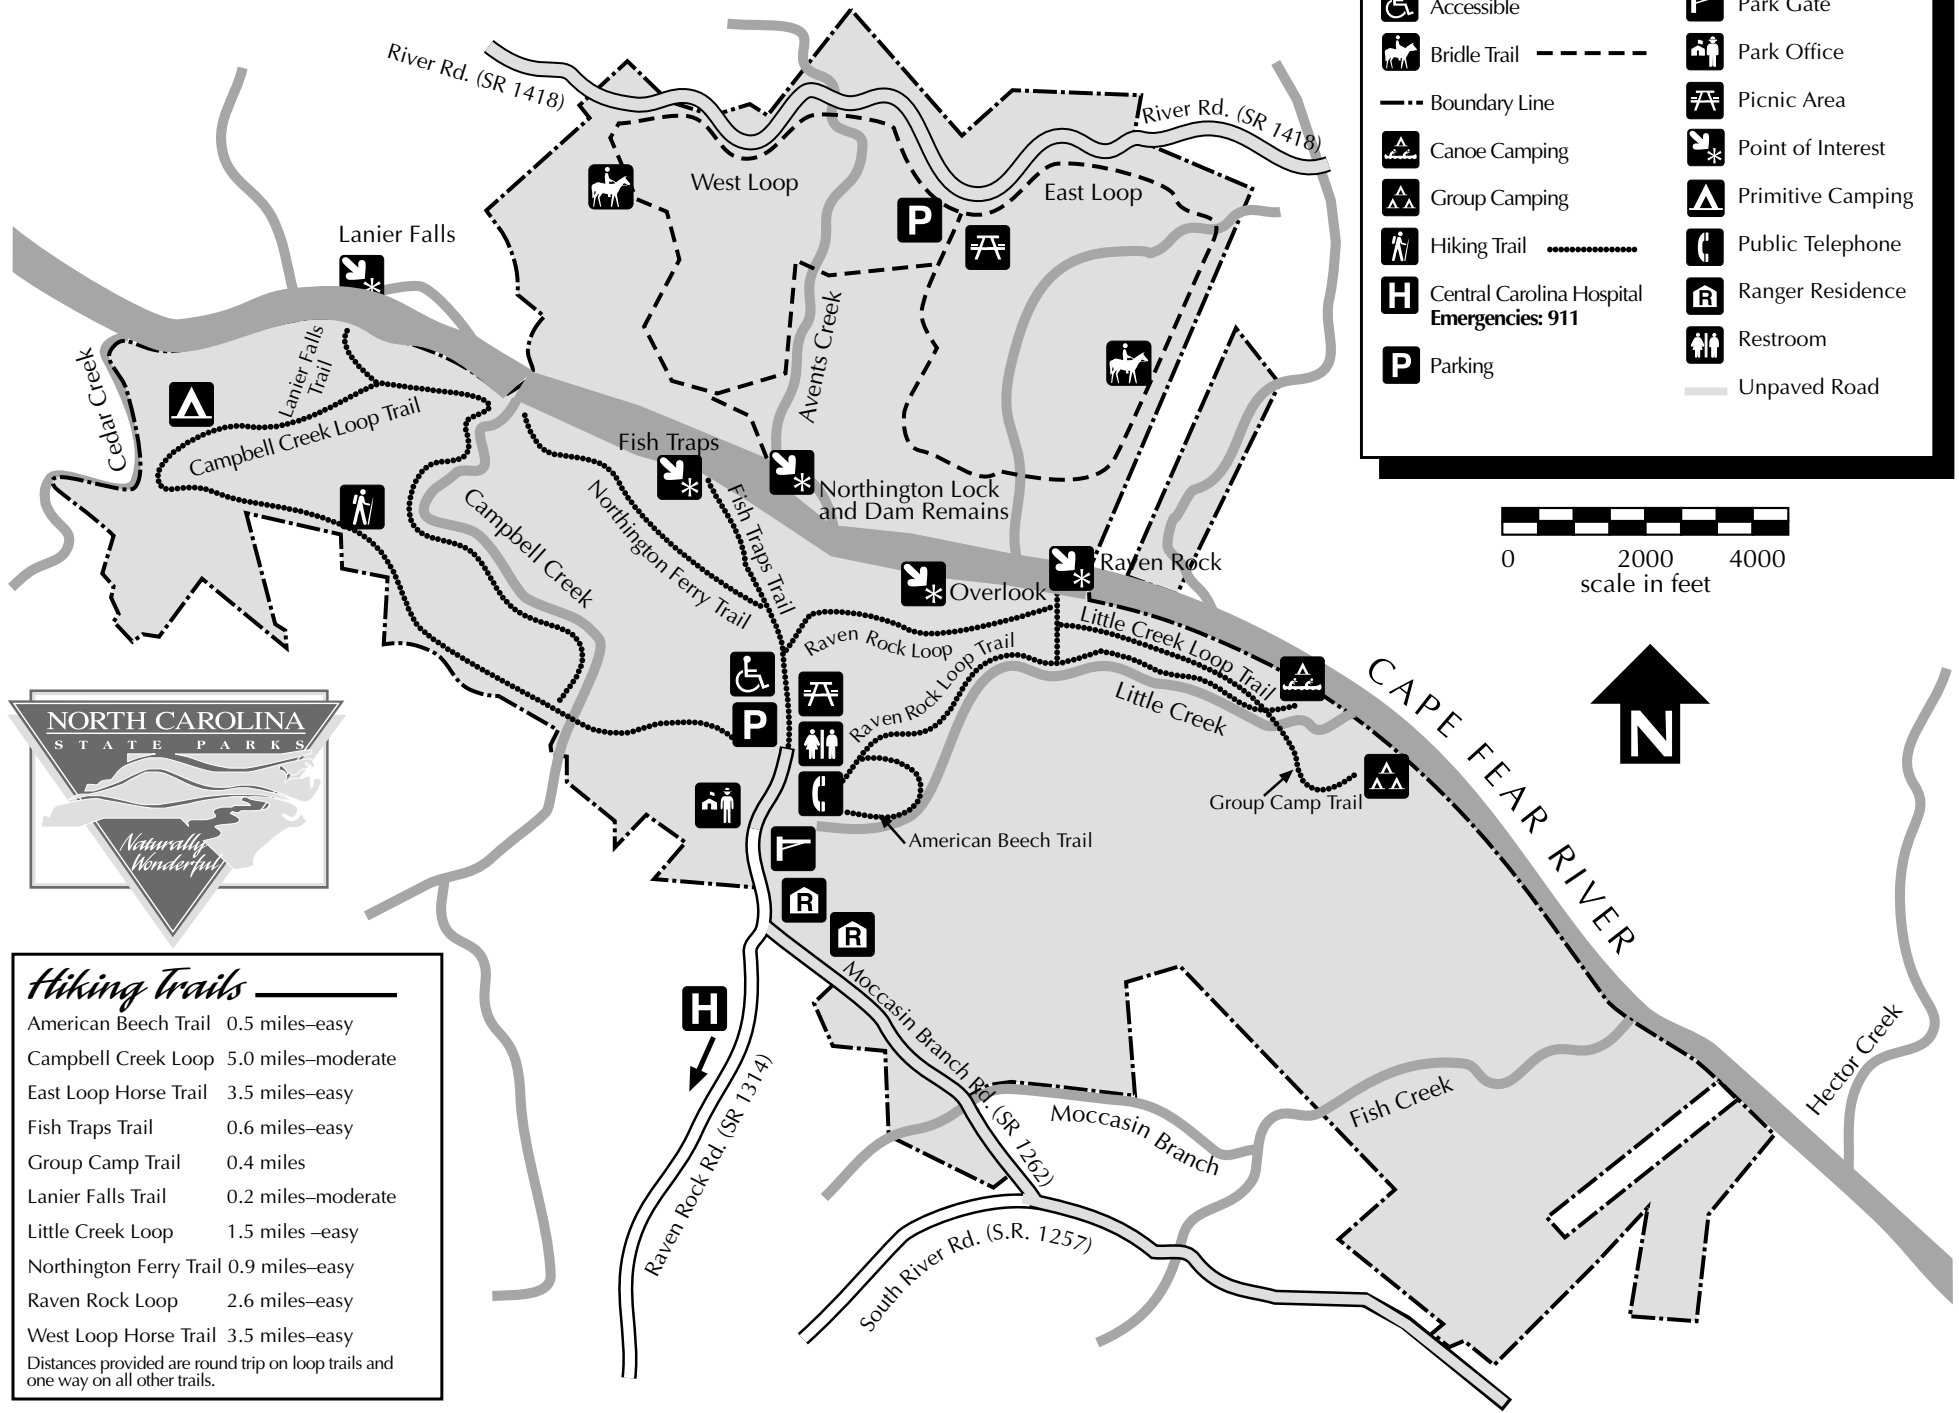 Accessible
Bridle Trail
Boundary Line
Canoe Camping
Group Camping
Hiking Trail
H
Central Carolina Hospital
Emergencies: 911
P
Parking
Park Gate
Park Office
Picnic Area
Point of Interest
Primitive Camping
Public Telephone
R
Ranger Residence
Restroom
Unpaved Road
0 2000 4000
scale in feet
N
River Rd. (SR 1418)
River Rd. (SR 1418)
West Loop
East Loop
P
Lanier Falls
Avents Creek
Cedar Creek
Lanier Falls
Trail
Campbell Creek Loop Trail
Fish Traps
Northington Lock
and Dam Remains
Campbell Creek
Northington Ferry Trail
Fish Traps Trail
Overlook
Raven Rock
Raven Rock Loop
Raven Rock Loop Trail
Little Creek Loop Trail
Little Creek
CAPE FEAR RIVER
P
Group Camp Trail
American Beech Trail
R
R
H
Moccasin Branch Rd. (SR 1262)
Raven Rock Rd. (SR 1314)
South River Rd. (S.R. 1257)
Moccasin Branch
Fish Creek
Hector Creek
NORTH CAROLINA
STATE PARKS
Naturally
Wonderful
Hiking Trails
American Beech Trail 0.5 miles–easy
Campbell Creek Loop 5.0 miles–moderate
East Loop Horse Trail 3.5 miles–easy
Fish Traps Trail 0.6 miles–easy
Group Camp Trail 0.4 miles
Lanier Falls Trail 0.2 miles–moderate
Little Creek Loop 1.5 miles –easy
Northington Ferry Trail 0.9 miles–easy
Raven Rock Loop 2.6 miles–easy
West Loop Horse Trail 3.5 miles–easy
Distances provided are round trip on loop trails and
one way on all other trails.